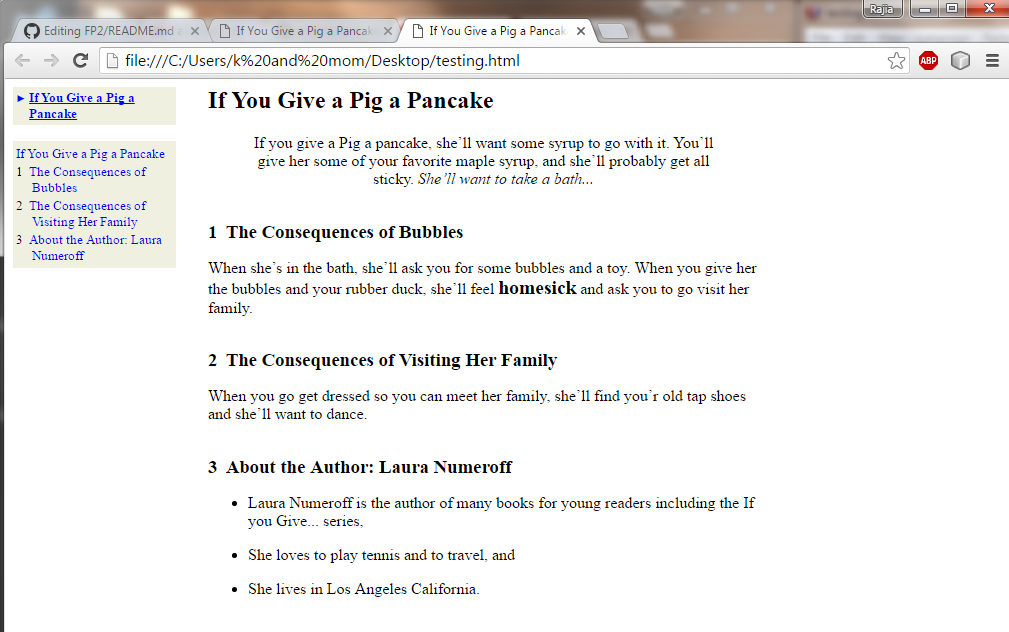 Rajia
Editing FP2/README.md
If You Give a Pig a Pancak
If You Give a Pig a Pancak
file:///C:/Users/k%20and%20mom/Desktop/testing.html
ABP
► If You Give a Pig a
Pancake
If You Give a Pig a Pancake
1 The Consequences of
Bubbles
2 The Consequences of
Visiting Her Family
3 About the Author: Laura
Numeroff
If You Give a Pig a Pancake
If you give a Pig a pancake, she’ll want some syrup to go with it. You’ll
give her some of your favorite maple syrup, and she’ll probably get all
sticky. She’ll want to take a bath...
1 The Consequences of Bubbles
When she’s in the bath, she’ll ask you for some bubbles and a toy. When you give her
the bubbles and your rubber duck, she’ll feel homesick and ask you to go visit her
family.
2 The Consequences of Visiting Her Family
When you go get dressed so you can meet her family, she’ll find you’r old tap shoes
and she’ll want to dance.
3 About the Author: Laura Numeroff
• Laura Numeroff is the author of many books for young readers including the If
you Give... series,
• She loves to play tennis and to travel, and
• She lives in Los Angeles California.